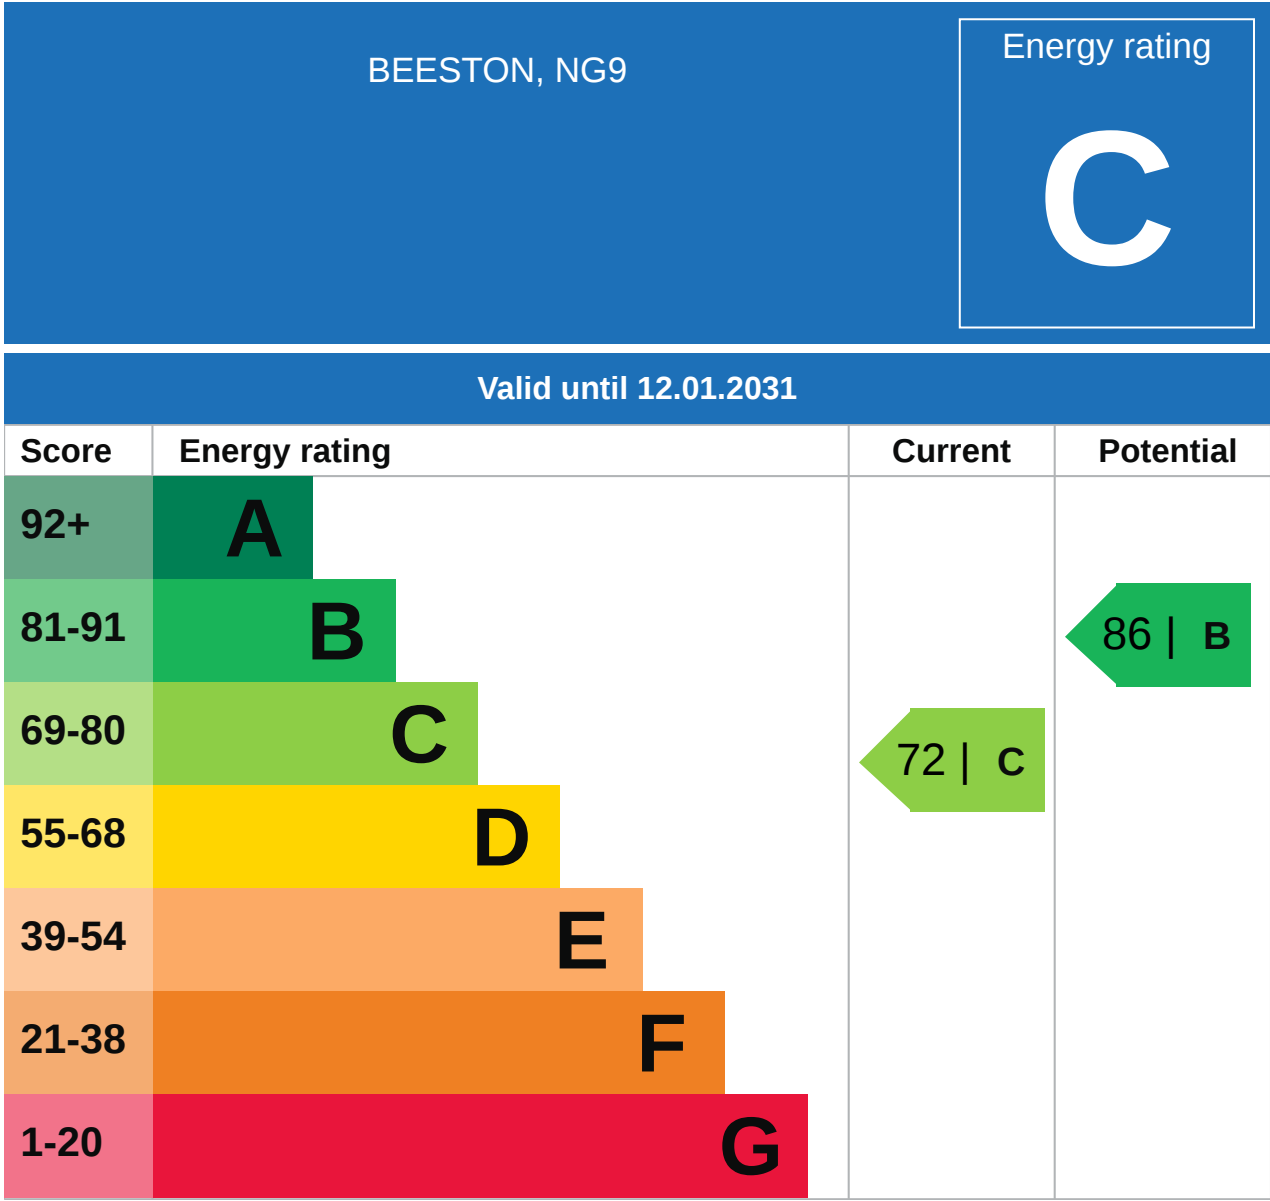 BEESTON, NG9
Energy rating
C
Valid until 12.01.2031
Score Energy rating Current Potential
92+ A
81-91 B 86 | B
69-80 C 72 | C
55-68 D
39-54 E
21-38 F
1-20 G